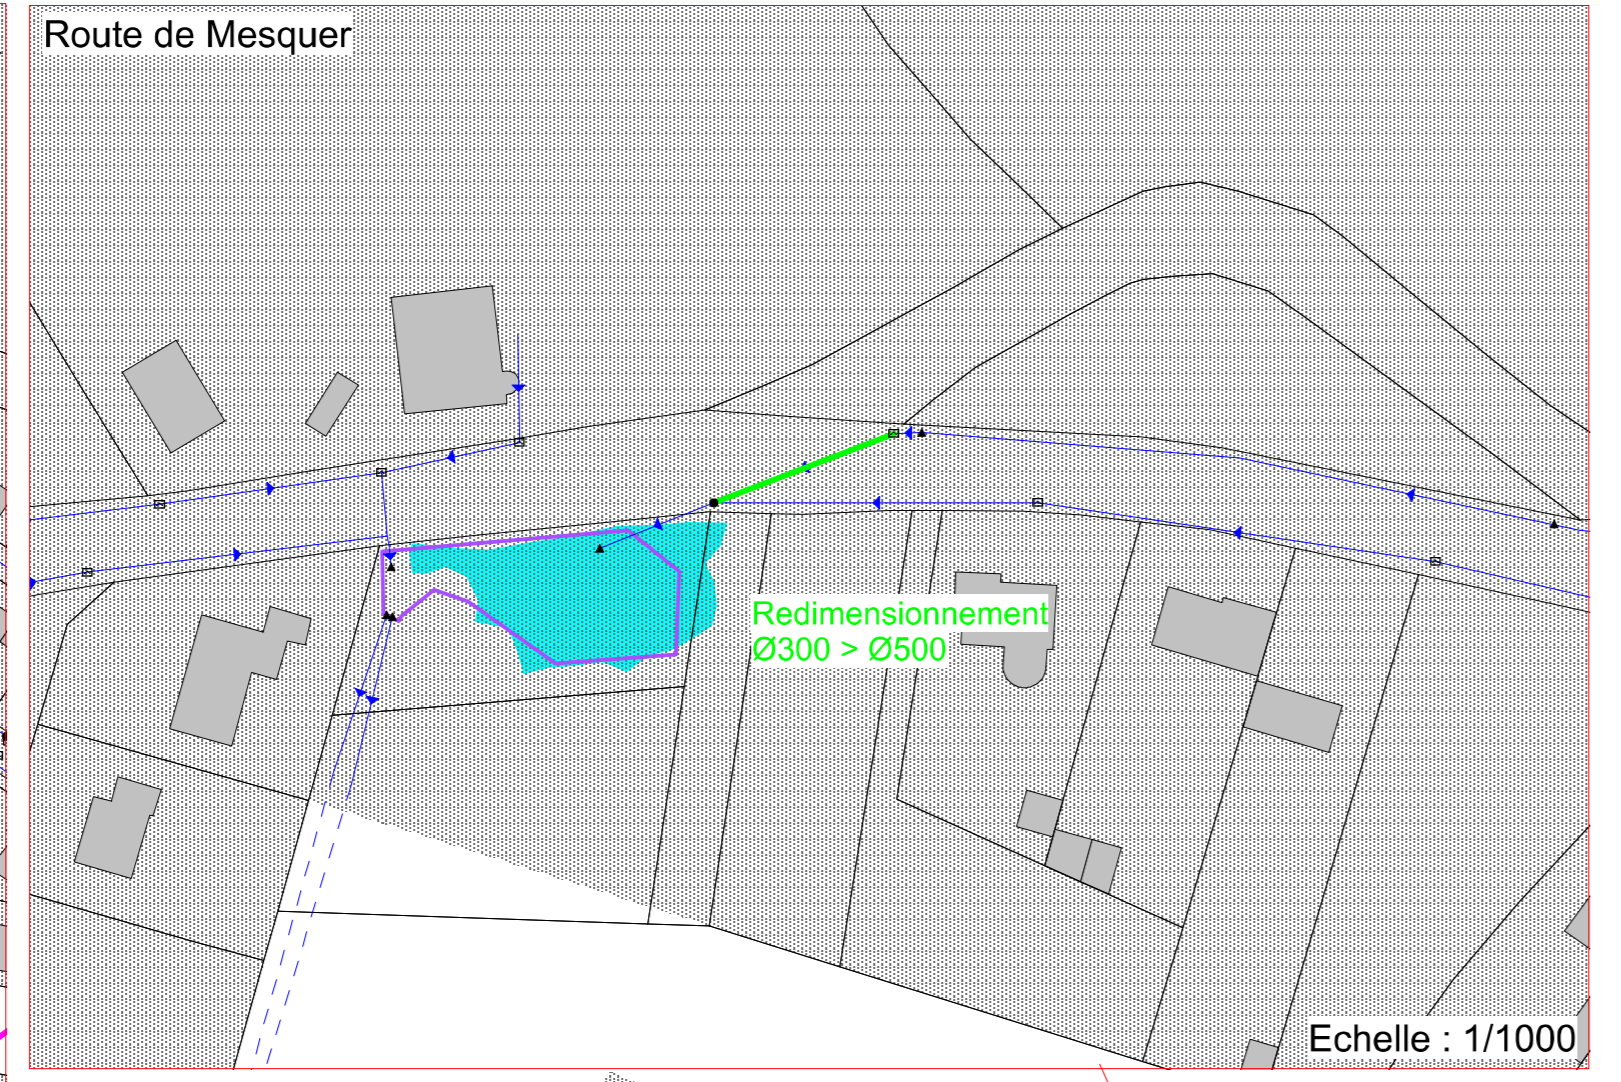 Route de Mesquer
Redimensionnement
Ø300 > Ø500
Echelle : 1/1000